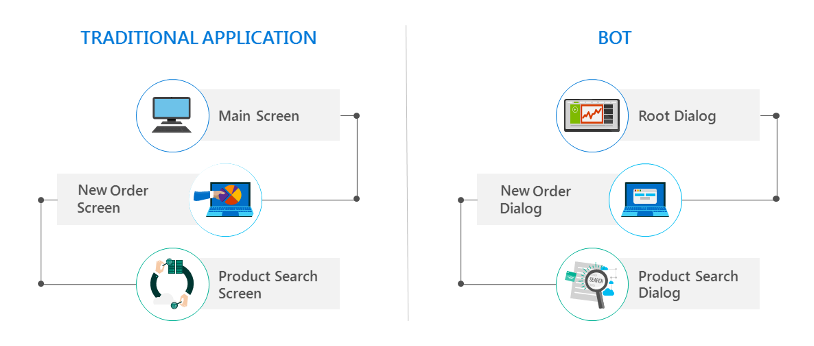 TRADITIONAL APPLICATION
Main Screen
New Order
Screen
Product Search
Screen
BOT
Root Dialog
New Order
Dialog
SEARCH
Product Search
Dialog